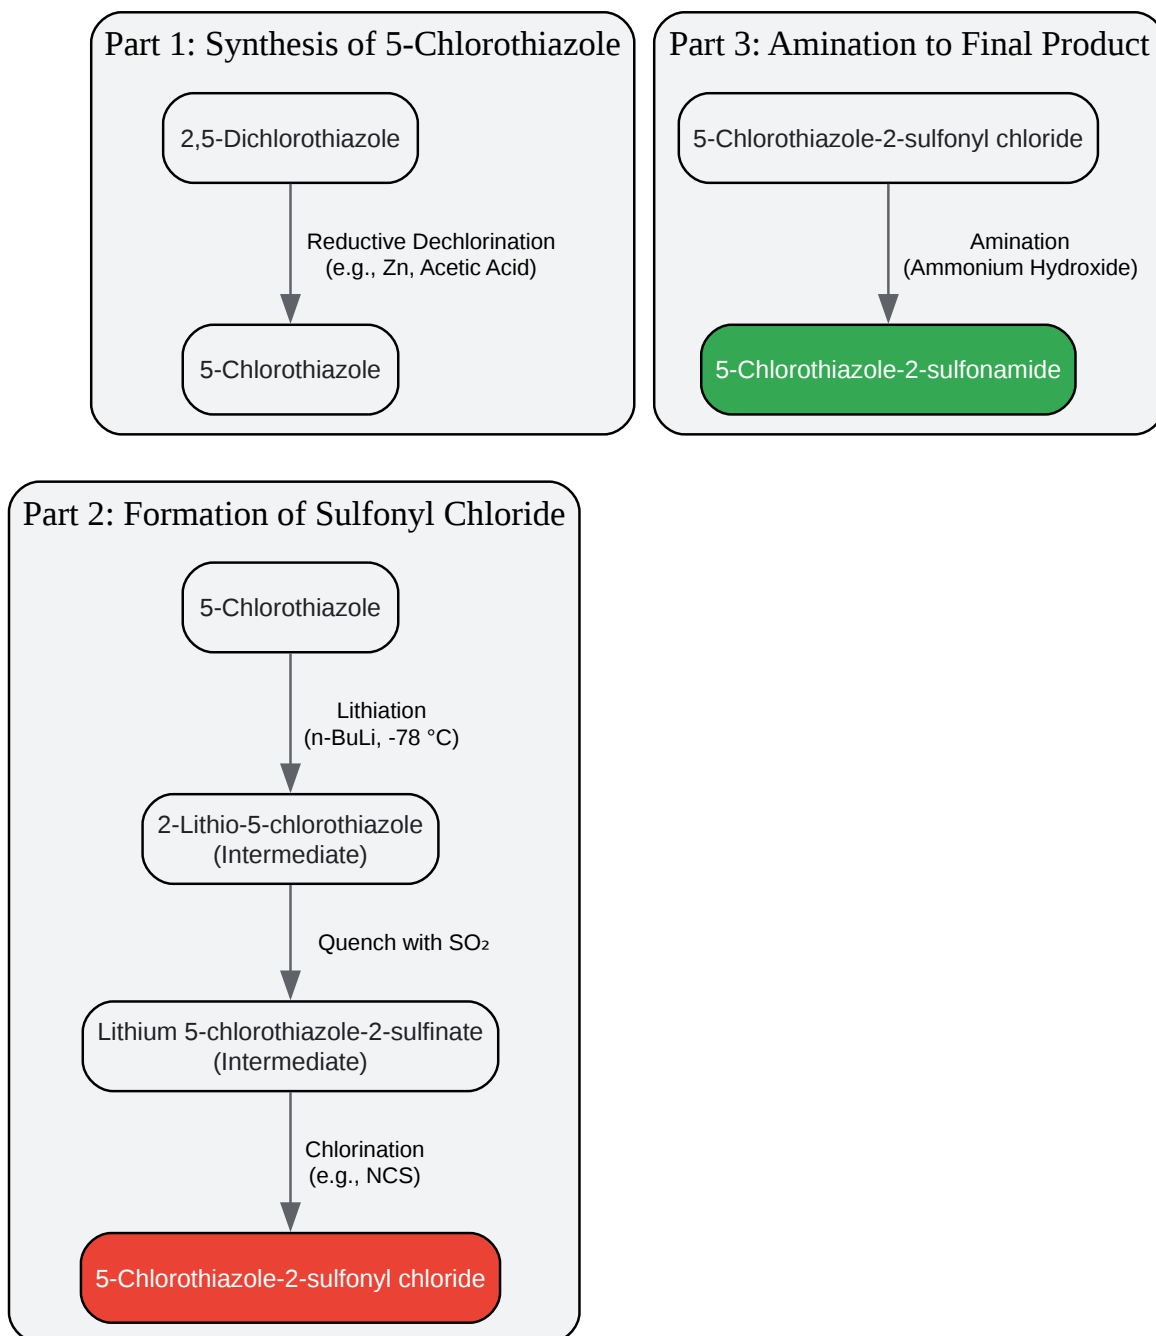 Part 1: Synthesis of 5-Chlorothiazole
2,5-Dichlorothiazole
Reductive Dechlorination
(e.g., Zn, Acetic Acid)
5-Chlorothiazole
Part 3: Amination to Final Product
5-Chlorothiazole-2-sulfonyl chloride
Amination
(Ammonium Hydroxide)
5-Chlorothiazole-2-sulfonamide
Part 2: Formation of Sulfonyl Chloride
5-Chlorothiazole
Lithiation
(n-BuLi, -78 °C)
2-Lithio-5-chlorothiazole
(Intermediate)
Quench with SO₂
Lithium 5-chlorothiazole-2-sulfinate
(Intermediate)
Chlorination
(e.g., NCS)
5-Chlorothiazole-2-sulfonyl chloride